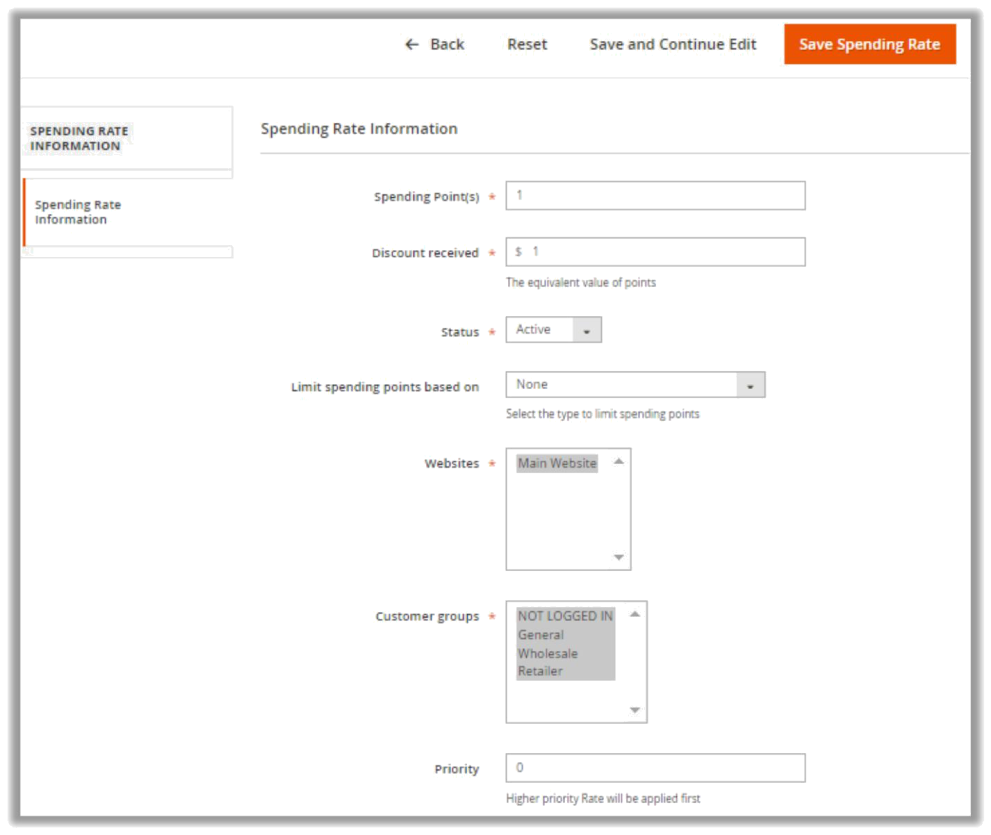 ← Back Reset Save and Continue Edit Save Spending Rate
SPENDING RATE
INFORMATION
Spending Rate
Information
Spending Rate Information
Spending Point(s) * 1
Discount received * $ 1
The equivalent value of points
Status * Active
Limit spending points based on None
Select the type to limit spending points
Websites * Main Website
Customer groups * NOT LOGGED IN
General
Wholesale
Retailer
Priority 0
Higher priority Rate will be applied first